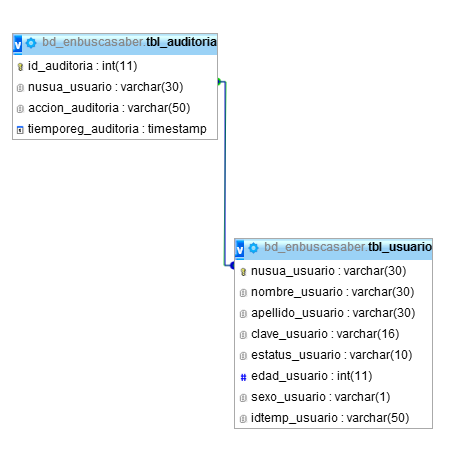 v bd_enbuscasaber.tbl_auditoria
id_auditoria : int(11)
nusua_usuario : varchar(30)
accion_auditoria : varchar(50)
tiemporeg_auditoria : timestamp
v bd_enbuscasaber.tbl_usuario
nusua_usuario : varchar(30)
nombre_usuario : varchar(30)
apellido_usuario : varchar(30)
clave_usuario : varchar(16)
estatus_usuario : varchar(10)
# edad_usuario : int(11)
sexo_usuario : varchar(1)
idtemp_usuario : varchar(50)